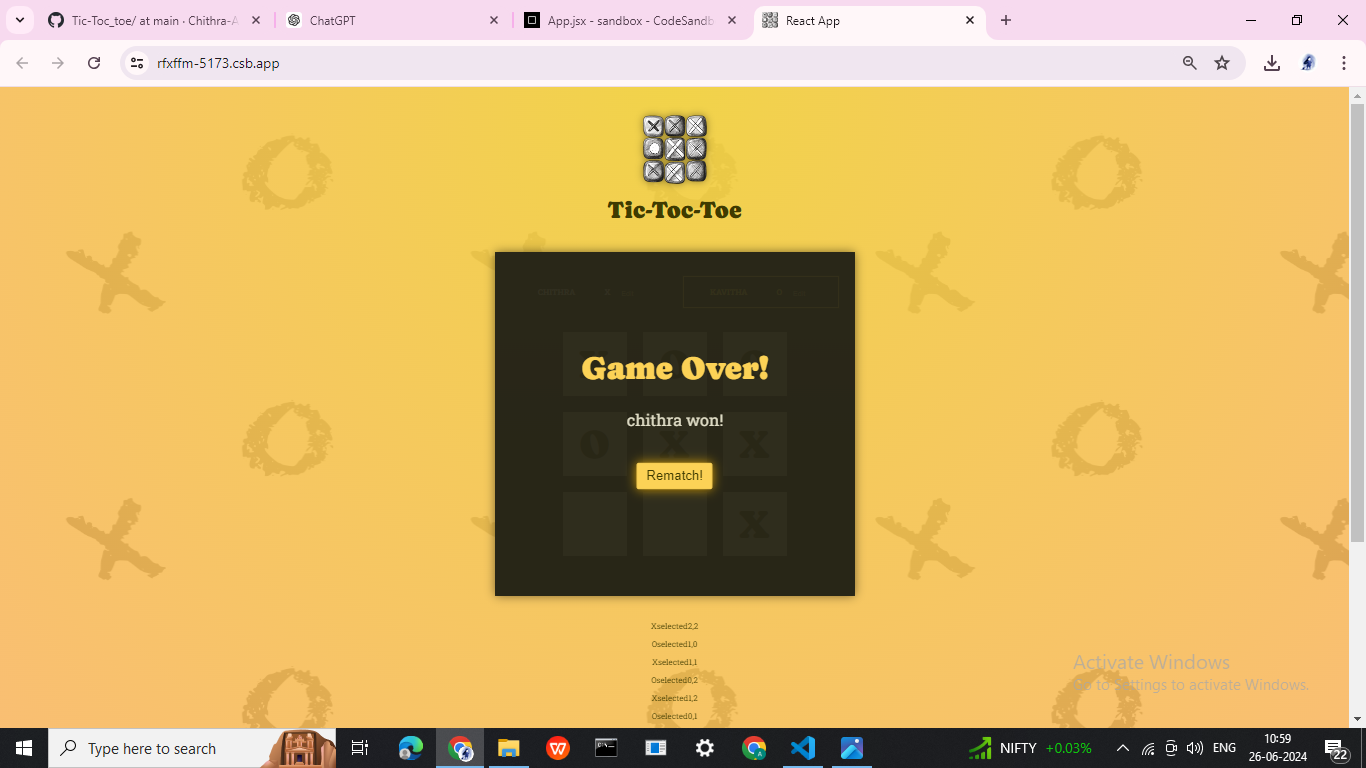 Tic-Toc_toe/ at main · Chithra-A
ChatGPT
App.jsx - sandbox - CodeSandb
React App
rfxffm-5173.csb.app
Tic-Toc-Toe
CHITHRA X
KAVITHA O
Game Over!
chithra won!
O X X
Rematch!
X
Xselected2,2
Oselected1,0
Xselected1,1
Oselected0,2
Xselected1,2
Oselected0,1
Activate Windows
Go to Settings to activate Windows.
Type here to search
NIFTY +0.03%
ENG
10:59
26-06-2024
22